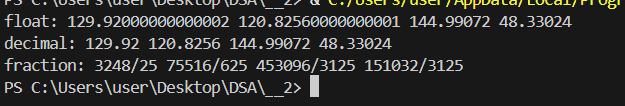 PS C:\Users\user\Desktop\DSA\__2> & C:/Users/user/AppData/Local/Progr
float: 129.92000000000002 120.82560000000001 144.99072 48.33024
decimal: 129.92 120.8256 144.99072 48.33024
fraction: 3248/25 75516/625 453096/3125 151032/3125
PS C:\Users\user\Desktop\DSA\__2>